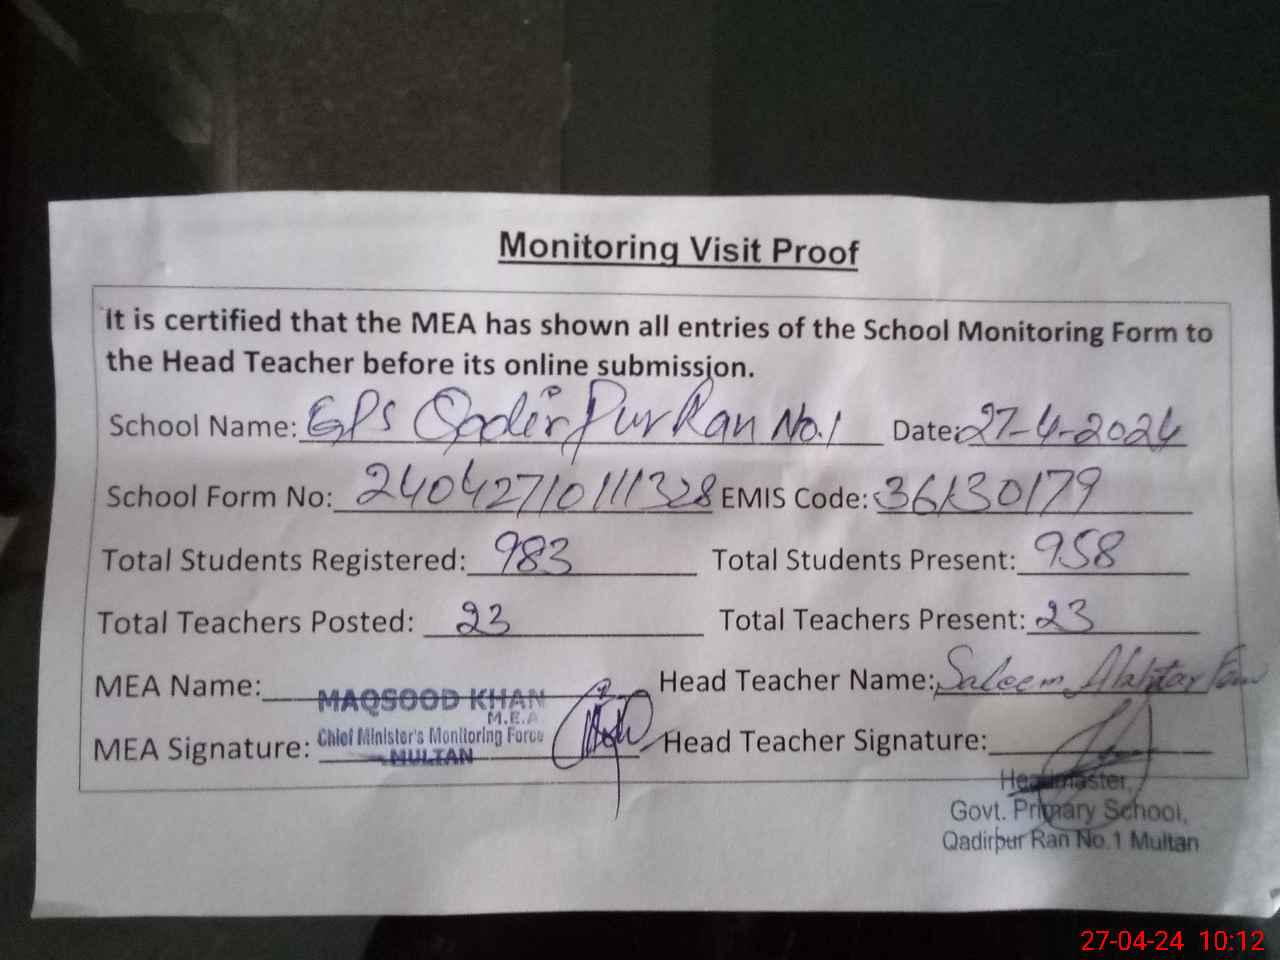 Monitoring Visit Proof
It is certified that the MEA has shown all entries of the School Monitoring Form to
the Head Teacher before its online submission.
School Name: GPS Qadir Pur Ran No.1 Date: 27-4-2024
School Form No: 240427101111328 EMIS Code: 36130179
Total Students Registered: 983 Total Students Present: 958
Total Teachers Posted: 23 Total Teachers Present: 23
MEA Name: MAQSOOD KHAN Head Teacher Name: Saleem Akhtar
M.E.A
MEA Signature: Chief Minister's Monitoring Force Head Teacher Signature:
MULTAN
Headmaster,
Govt. Primary School,
Qadirpur Ran No.1 Multan
27-04-24 10:12